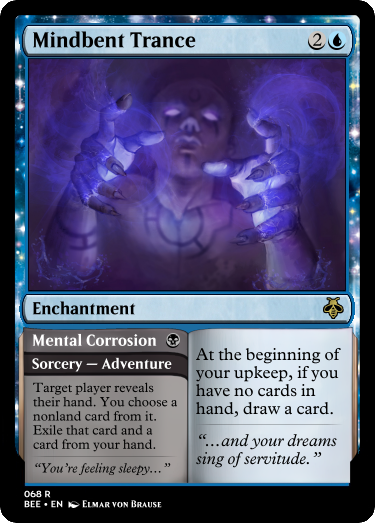 Mindbent Trance 2
Enchantment
Mental Corrosion
Sorcery — Adventure
Target player reveals
their hand. You choose a
nonland card from it.
Exile that card and a
card from your hand.
“You’re feeling sleepy…”
At the beginning of
your upkeep, if you
have no cards in
hand, draw a card.
“…and your dreams
sing of servitude.”
068 R
BEE • EN ELMAR VON BRAUSE